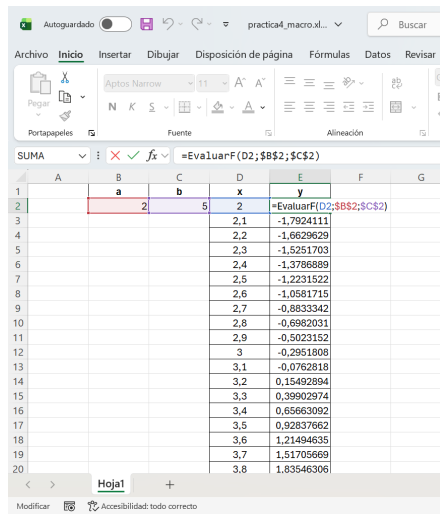 Autoguardado practica4_macro.xl... Buscar
Archivo Inicio Insertar Dibujar Disposición de página Fórmulas Datos Revisar
Pegar Aptos Narrow 11 A A ab
N K S A
Portapapeles Fuente Alineación
SUMA fx =EvaluarF(D2;$B$2;$C$2)
A B C D E F G
1 a b x y
2 2 5 2 =EvaluarF(D2;$B$2;$C$2)
3 2,1 -1,7924111
4 2,2 -1,6629629
5 2,3 -1,5251703
6 2,4 -1,3786889
7 2,5 -1,2231522
8 2,6 -1,0581715
9 2,7 -0,8833342
10 2,8 -0,6982031
11 2,9 -0,5023152
12 3 -0,2951808
13 3,1 -0,0762818
14 3,2 0,15492894
15 3,3 0,39902974
16 3,4 0,65663092
17 3,5 0,92837662
18 3,6 1,21494635
19 3,7 1,51705669
20 3,8 1,83546306
Hoja1 +
Modificar Accesibilidad: todo correcto